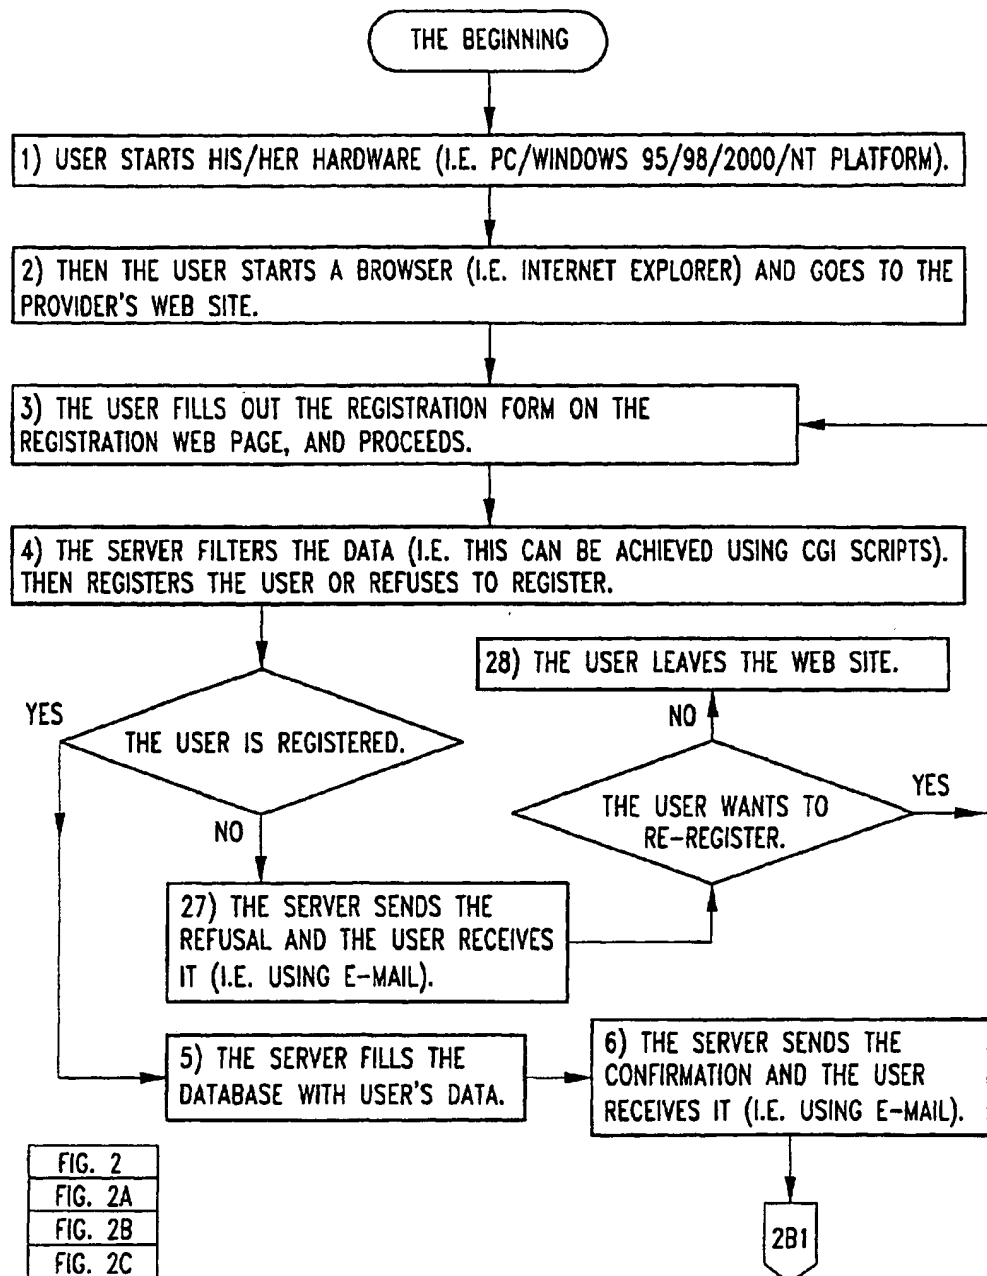 THE BEGINNING
1) USER STARTS HIS/HER HARDWARE (I.E. PC/WINDOWS 95/98/2000/NT PLATFORM).
2) THEN THE USER STARTS A BROWSER (I.E. INTERNET EXPLORER) AND GOES TO THE
PROVIDER'S WEB SITE.
3) THE USER FILLS OUT THE REGISTRATION FORM ON THE
REGISTRATION WEB PAGE, AND PROCEEDS.
4) THE SERVER FILTERS THE DATA (I.E. THIS CAN BE ACHIEVED USING CGI SCRIPTS).
THEN REGISTERS THE USER OR REFUSES TO REGISTER.
28) THE USER LEAVES THE WEB SITE.
YES
NO
THE USER IS REGISTERED.
YES
THE USER WANTS TO
RE-REGISTER.
NO
27) THE SERVER SENDS THE
REFUSAL AND THE USER RECEIVES
IT (I.E. USING E-MAIL).
5) THE SERVER FILLS THE
DATABASE WITH USER'S DATA.
6) THE SERVER SENDS THE
CONFIRMATION AND THE USER
RECEIVES IT (I.E. USING E-MAIL).
FIG. 2
FIG. 2A
FIG. 2B
FIG. 2C
2B1